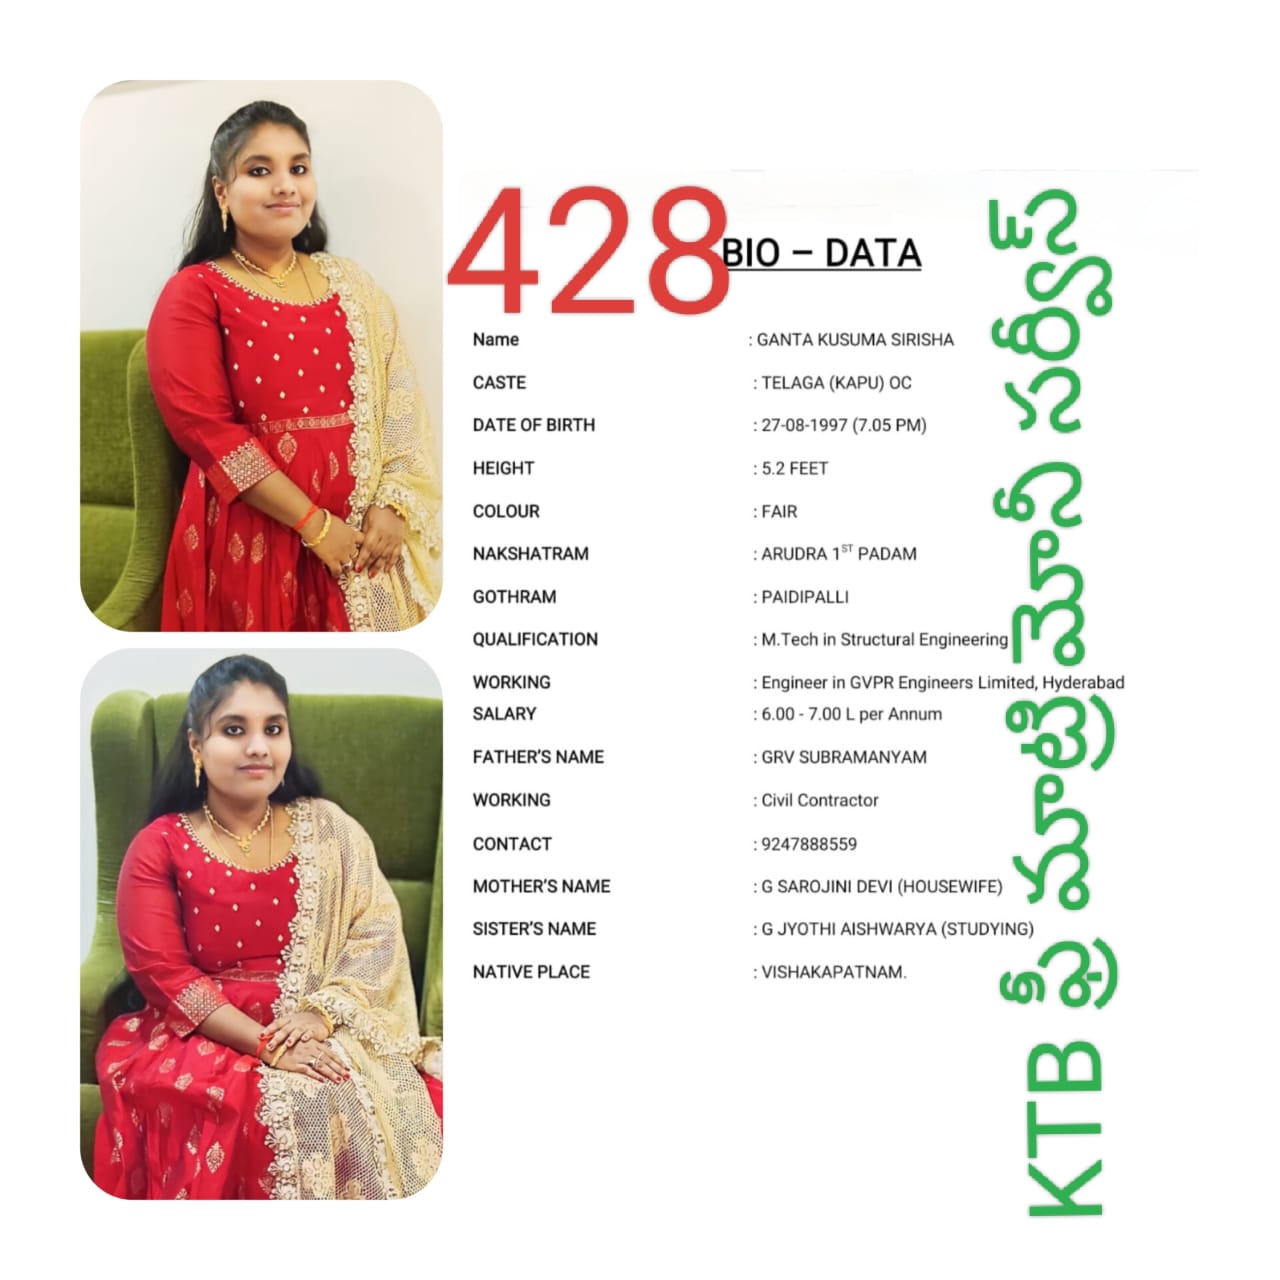 428
BIO – DATA
Name : GANTA KUSUMA SIRISHA
CASTE : TELAGA (KAPU) OC
DATE OF BIRTH : 27-08-1997 (7.05 PM)
HEIGHT : 5.2 FEET
COLOUR : FAIR
NAKSHATRAM : ARUDRA 1ST PADAM
GOTHRAM : PAIDIPALLI
QUALIFICATION : M.Tech in Structural Engineering
WORKING : Engineer in GVPR Engineers Limited, Hyderabad
SALARY : 6.00 - 7.00 L per Annum
FATHER’S NAME : GRV SUBRAMANYAM
WORKING : Civil Contractor
CONTACT : 9247888559
MOTHER’S NAME : G SAROJINI DEVI (HOUSEWIFE)
SISTER’S NAME : G JYOTHI AISHWARYA (STUDYING)
NATIVE PLACE : VISHAKAPATNAM.
KTB ఫ్రీ మాట్రిమోనీ సర్వీస్